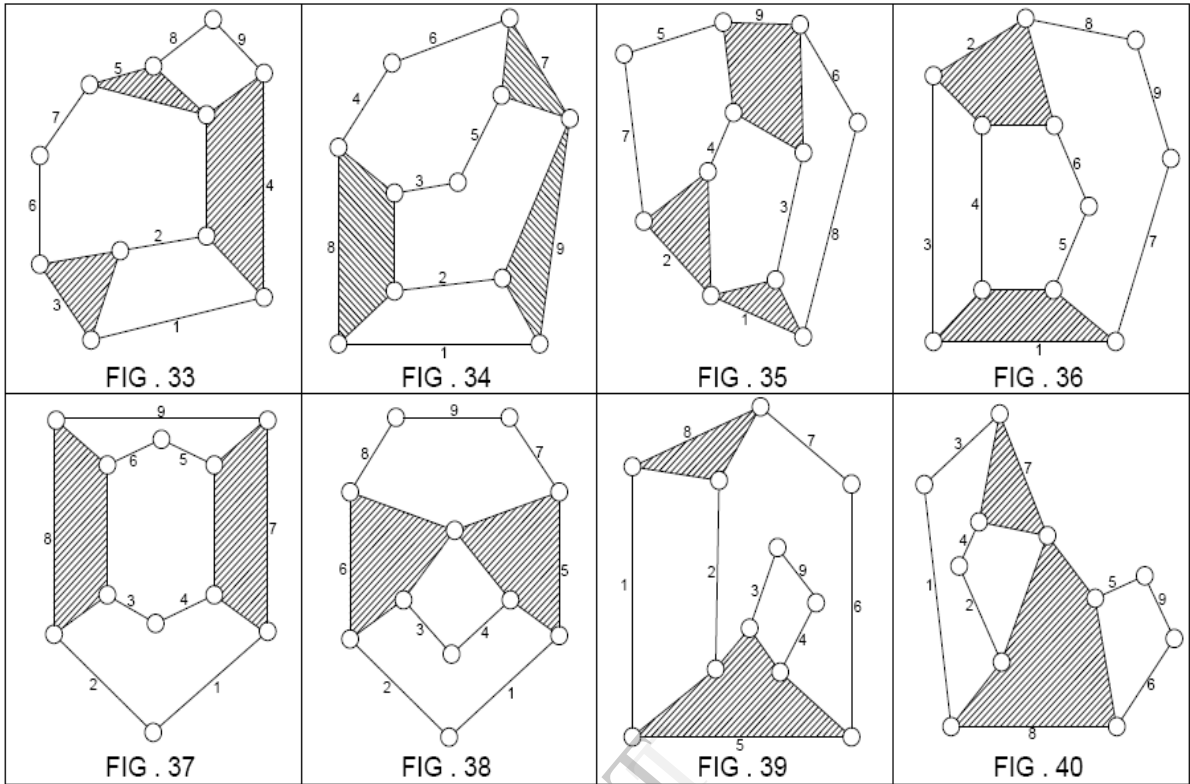 8 9 5 7 4 6 2 3 1
FIG . 33
6 7 4 5 3 8 9 2 1
FIG . 34
9 5 6 7 4 3 8 2 1
FIG . 35
8 2 9 6 4 3 7 5 1
FIG . 36
9 6 5 8 7 3 4 2 1
FIG . 37
9 8 7 6 5 3 4 2 1
FIG . 38
8 7 1 2 9 3 6 4 5
FIG . 39
3 7 4 5 1 9 2 6 8
FIG . 40